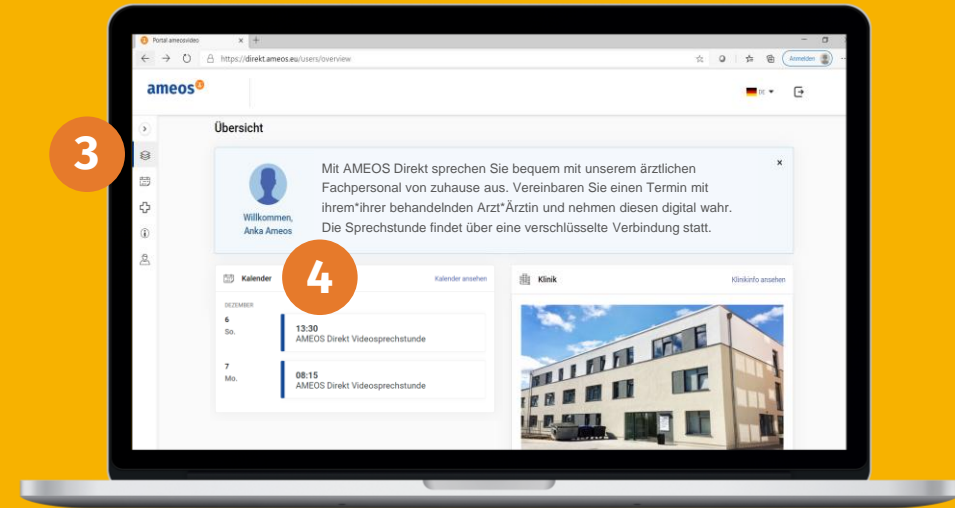 Portal ameosvideo
https://direkt.ameos.eu/users/overview
Anmelden
ameos
DE
Übersicht
3
Mit AMEOS Direkt sprechen Sie bequem mit unserem ärztlichen
Fachpersonal von zuhause aus. Vereinbaren Sie einen Termin mit
ihrem*ihrer behandelnden Arzt*Ärztin und nehmen diesen digital wahr.
Die Sprechstunde findet über eine verschlüsselte Verbindung statt.
Willkommen,
Anka Ameos
4
Kalender
Kalender ansehen
DEZEMBER
6
So.
13:30
AMEOS Direkt Videosprechstunde
7
Mo.
08:15
AMEOS Direkt Videosprechstunde
Klinik
Klinikinfo ansehen